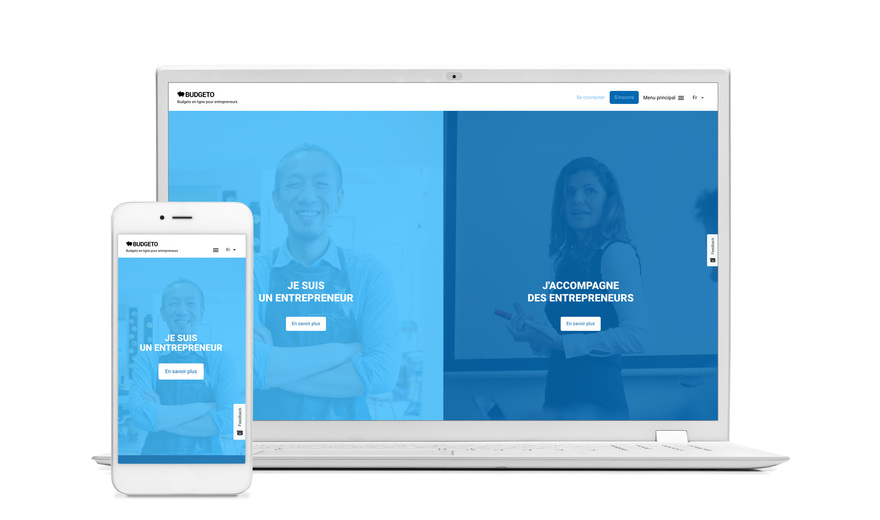 BUDGETO
Budgets en ligne pour entrepreneurs
Se connecter
S'inscrire
Menu principal
Fr
JE SUIS
UN ENTREPRENEUR
En savoir plus
J'ACCOMPAGNE
DES ENTREPRENEURS
En savoir plus
Feedback
BUDGETO
Budgets en ligne pour entrepreneurs
Fr
JE SUIS
UN ENTREPRENEUR
En savoir plus
Feedback